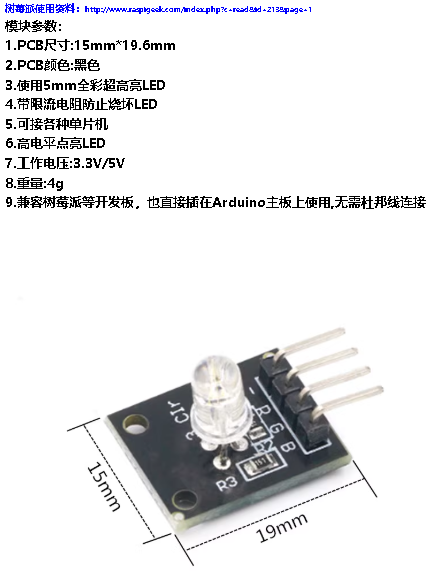 树莓派使用资料：http://www.raspigeek.com/index.php?c=read&id=213&page=1
模块参数:
1.PCB尺寸:15mm*19.6mm
2.PCB颜色:黑色
3.使用5mm全彩超高亮LED
4.带限流电阻防止烧坏LED
5.可接各种单片机
6.高电平点亮LED
7.工作电压:3.3V/5V
8.重量:4g
9.兼容树莓派等开发板，也直接插在Arduino主板上使用,无需杜邦线连接
-
R
G
B
R2
R3
151
15mm
19mm